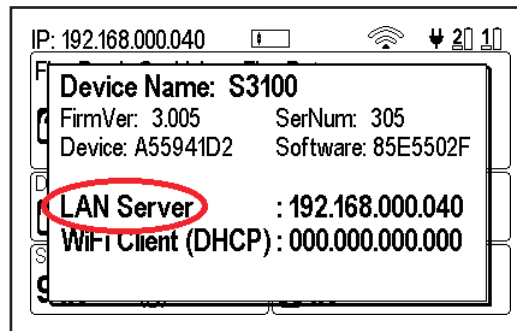 IP: 192.168.000.040 2 1
Device Name: S3100
FirmVer: 3.005 SerNum: 305
Device: A55941D2 Software: 85E5502F
LAN Server : 192.168.000.040
WiFi Client (DHCP) : 000.000.000.000